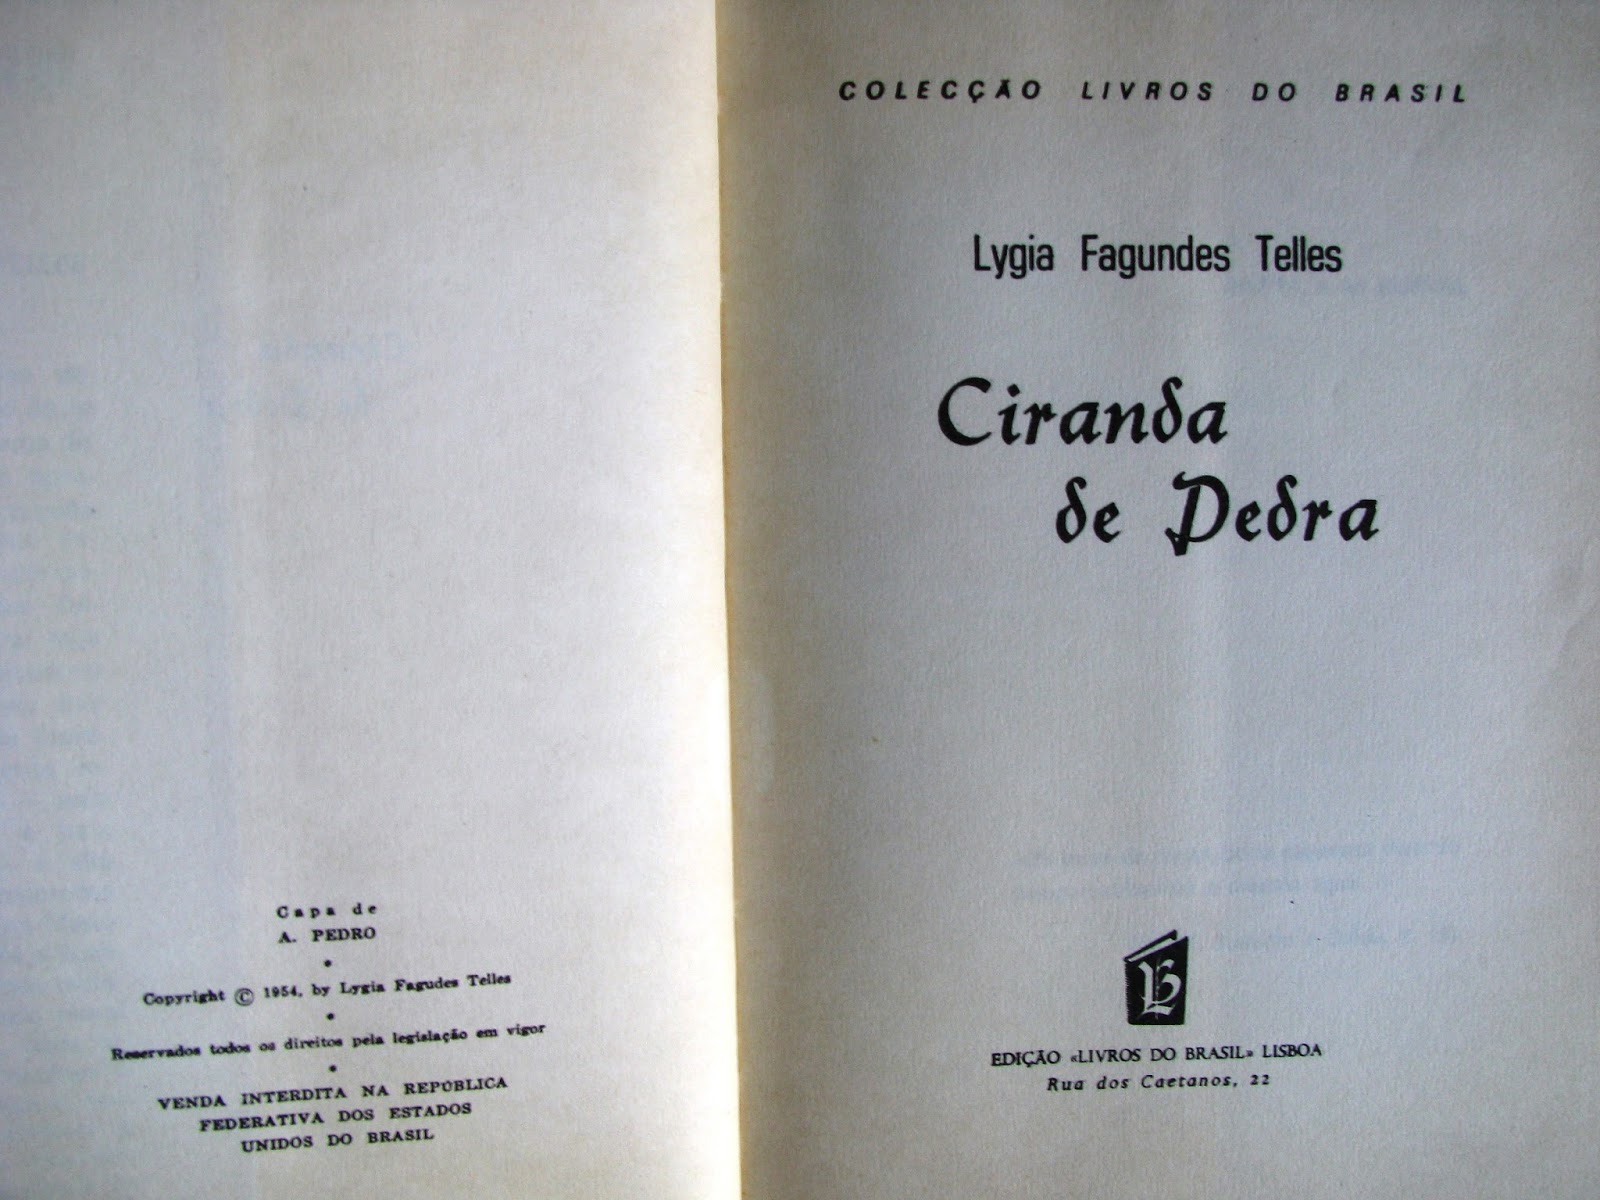 Capa de
A. PEDRO
•
Copyright © 1954, by Lygia Fagudes Telles
•
Reservados todos os direitos pela legislação em vigor
•
VENDA INTERDITA NA REPÚBLICA
FEDERATIVA DOS ESTADOS
UNIDOS DO BRASIL
COLECÇÃO LIVROS DO BRASIL
Lygia Fagundes Telles
Ciranda
de Pedra
LB
EDIÇÃO «LIVROS DO BRASIL» LISBOA
Rua dos Caetanos, 22